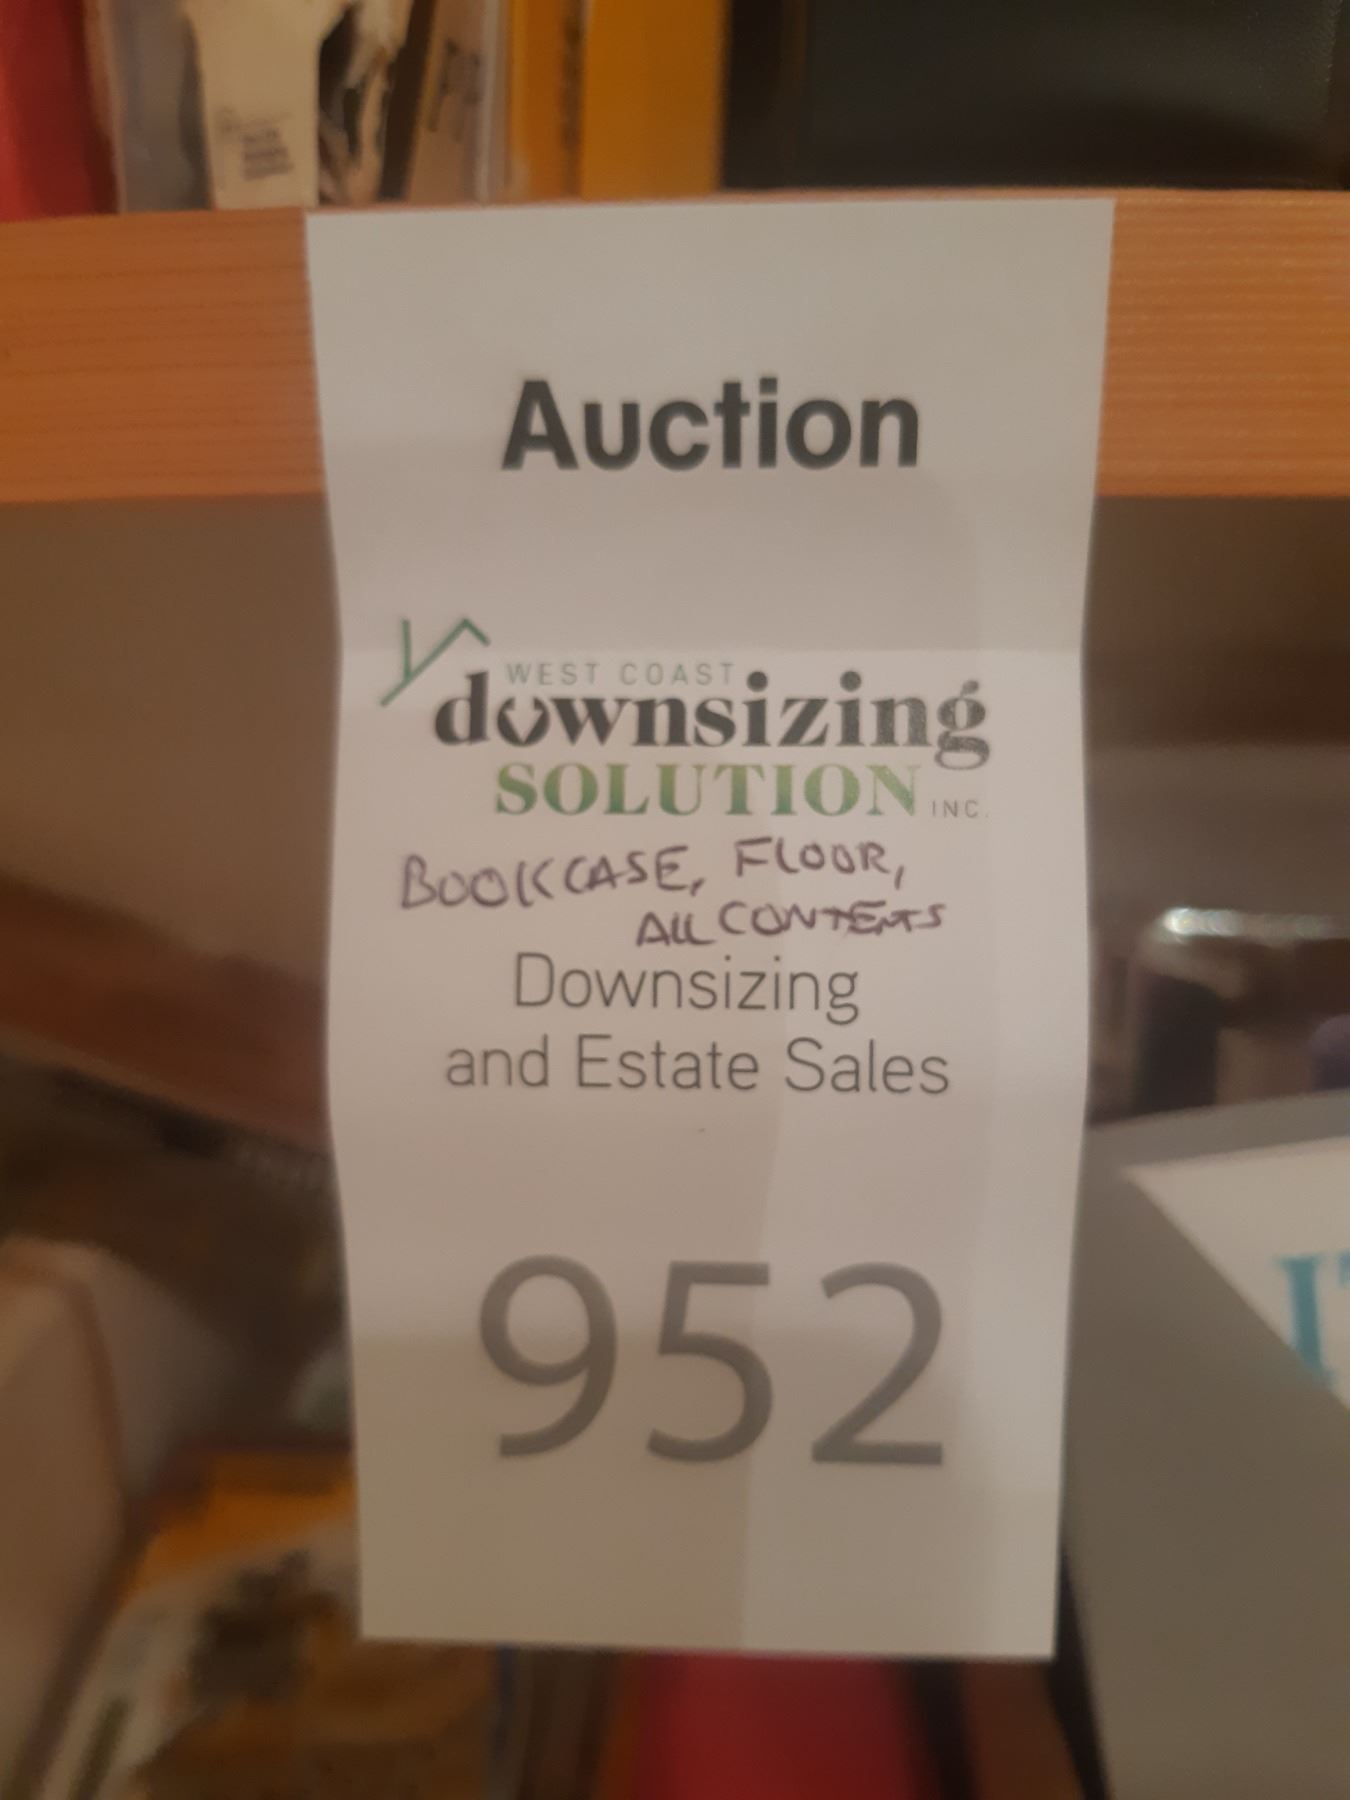 Auction
WEST COAST
downsizing
SOLUTION INC.
BOOKCASE, FLOOR,
ALL CONTENTS
Downsizing
and Estate Sales
952